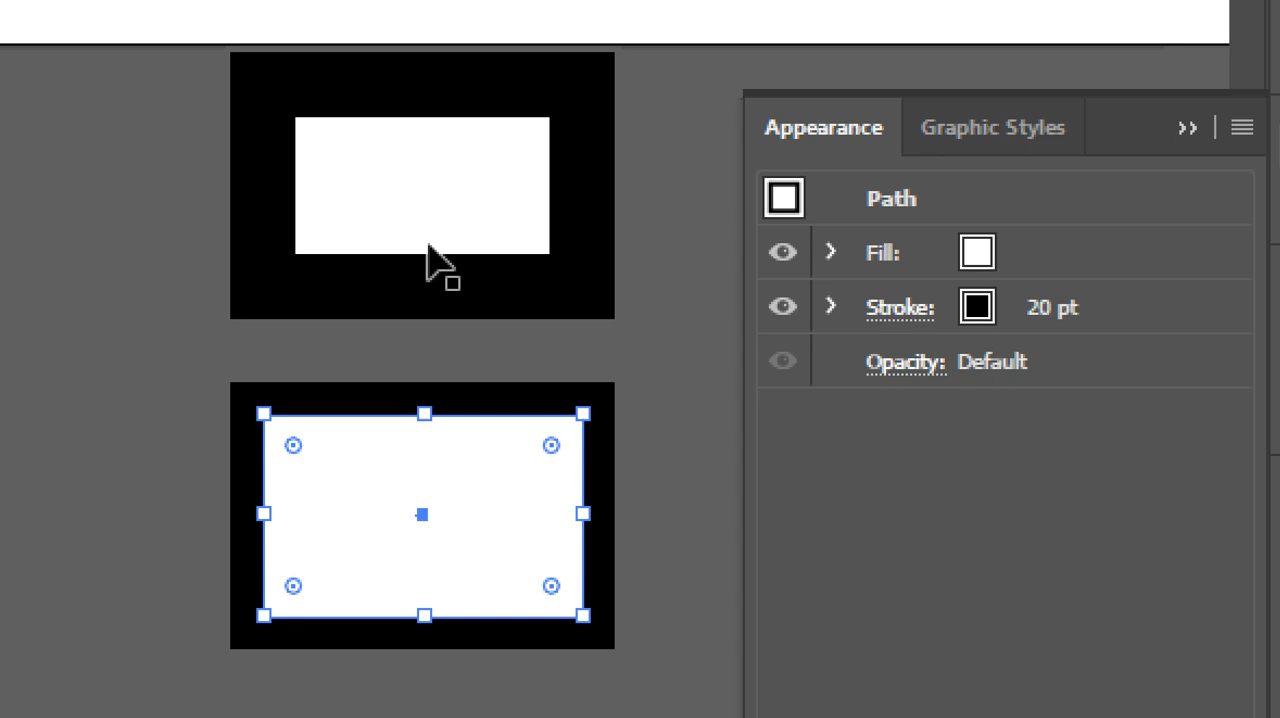 Appearance
Graphic Styles
Path
Fill:
Stroke: 20 pt
Opacity: Default